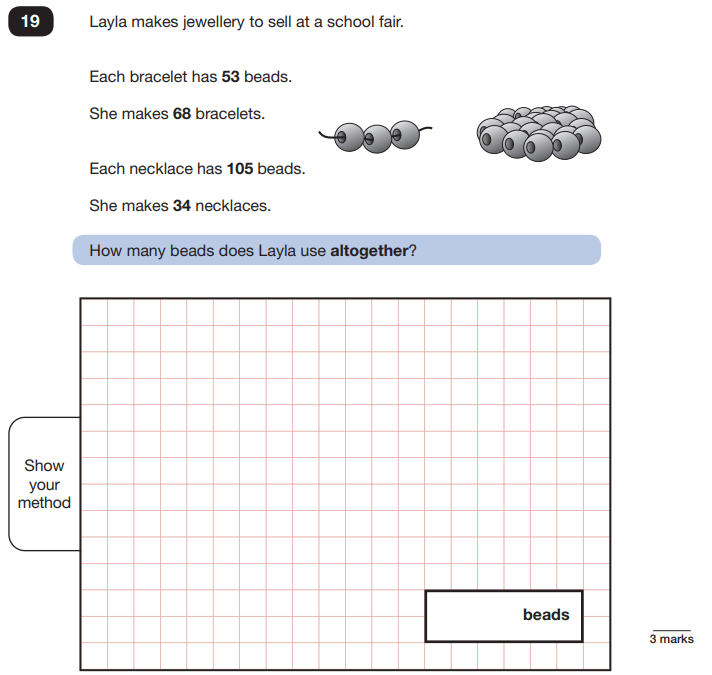 19
Layla makes jewellery to sell at a school fair.
Each bracelet has 53 beads.
She makes 68 bracelets.
Each necklace has 105 beads.
She makes 34 necklaces.
How many beads does Layla use altogether?
Show
your
method
beads
3 marks